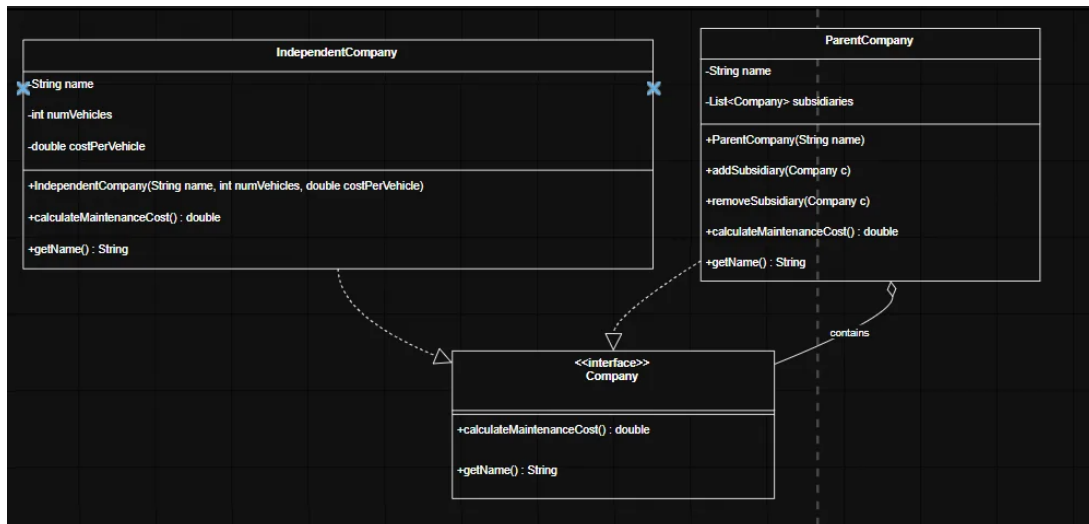 IndependentCompany
-String name
-int numVehicles
-double costPerVehicle
+IndependentCompany(String name, int numVehicles, double costPerVehicle)
+calculateMaintenanceCost() : double
+getName() : String
ParentCompany
-String name
-List<Company> subsidiaries
+ParentCompany(String name)
+addSubsidiary(Company c)
+removeSubsidiary(Company c)
+calculateMaintenanceCost() : double
+getName() : String
contains
<<interface>>
Company
+calculateMaintenanceCost() : double
+getName() : String